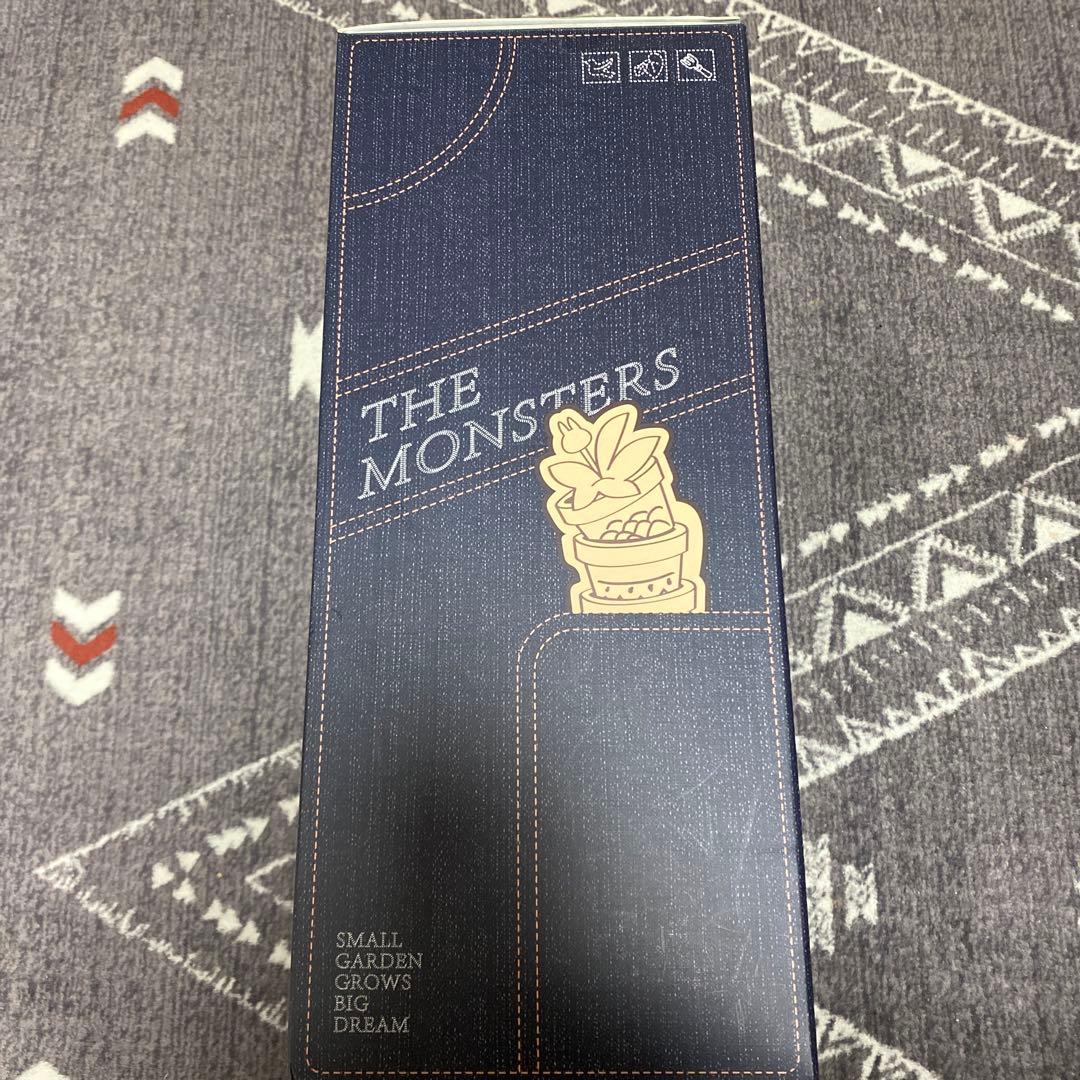 THE
MONSTERS
SMALL
GARDEN
GROWS
BIG
DREAM